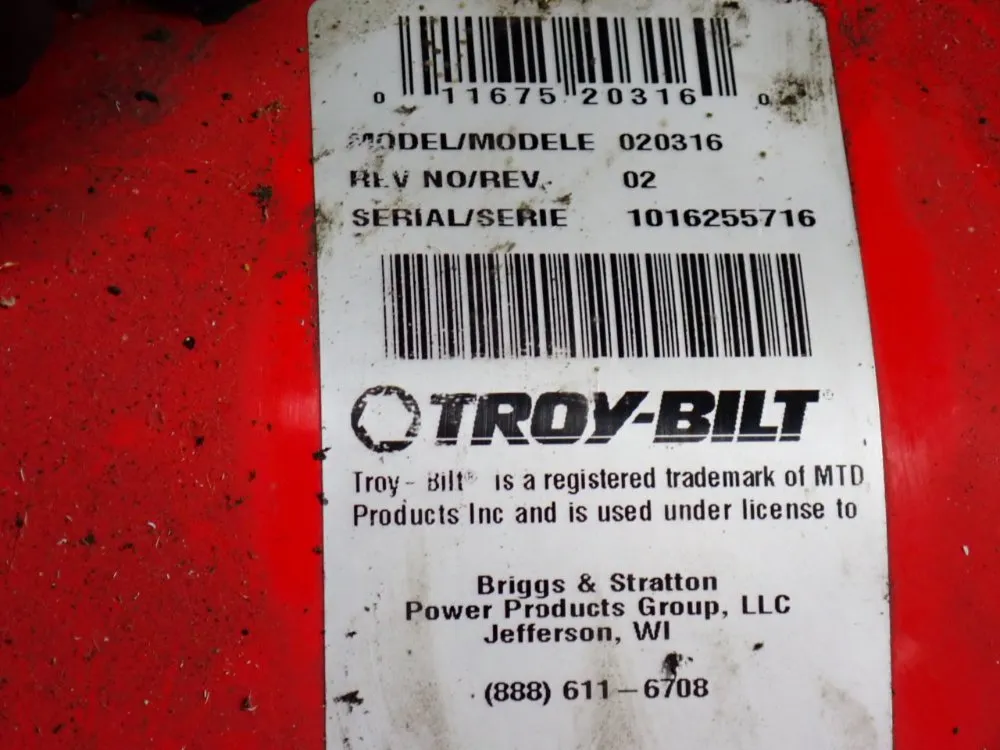 0 11675 20316 0
MODEL/MODELE 020316
REV NO/REV. 02
SERIAL/SERIE 1016255716
TROY-BILT®
Troy-Bilt® is a registered trademark of MTD
Products Inc and is used under license to
Briggs & Stratton
Power Products Group, LLC
Jefferson, WI
(888) 611-6708